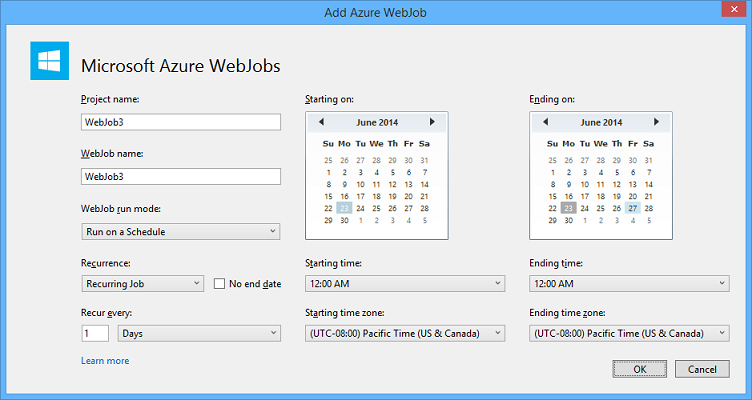 Add Azure WebJob
Microsoft Azure WebJobs
Project name:
WebJob3
WebJob name:
WebJob3
WebJob run mode:
Run on a Schedule
Recurrence:
Recurring Job
No end date
Recur every:
1 Days
Learn more
Starting on:
June 2014
Su Mo Tu We Th Fr Sa
25 26 27 28 29 30 31
1 2 3 4 5 6 7
8 9 10 11 12 13 14
15 16 17 18 19 20 21
22 23 24 25 26 27 28
29 30 1 2 3 4 5
Starting time:
12:00 AM
Starting time zone:
(UTC-08:00) Pacific Time (US & Canada)
Ending on:
June 2014
Su Mo Tu We Th Fr Sa
25 26 27 28 29 30 31
1 2 3 4 5 6 7
8 9 10 11 12 13 14
15 16 17 18 19 20 21
22 23 24 25 26 27 28
29 30 1 2 3 4 5
Ending time:
12:00 AM
Ending time zone:
(UTC-08:00) Pacific Time (US & Canada)
OK
Cancel